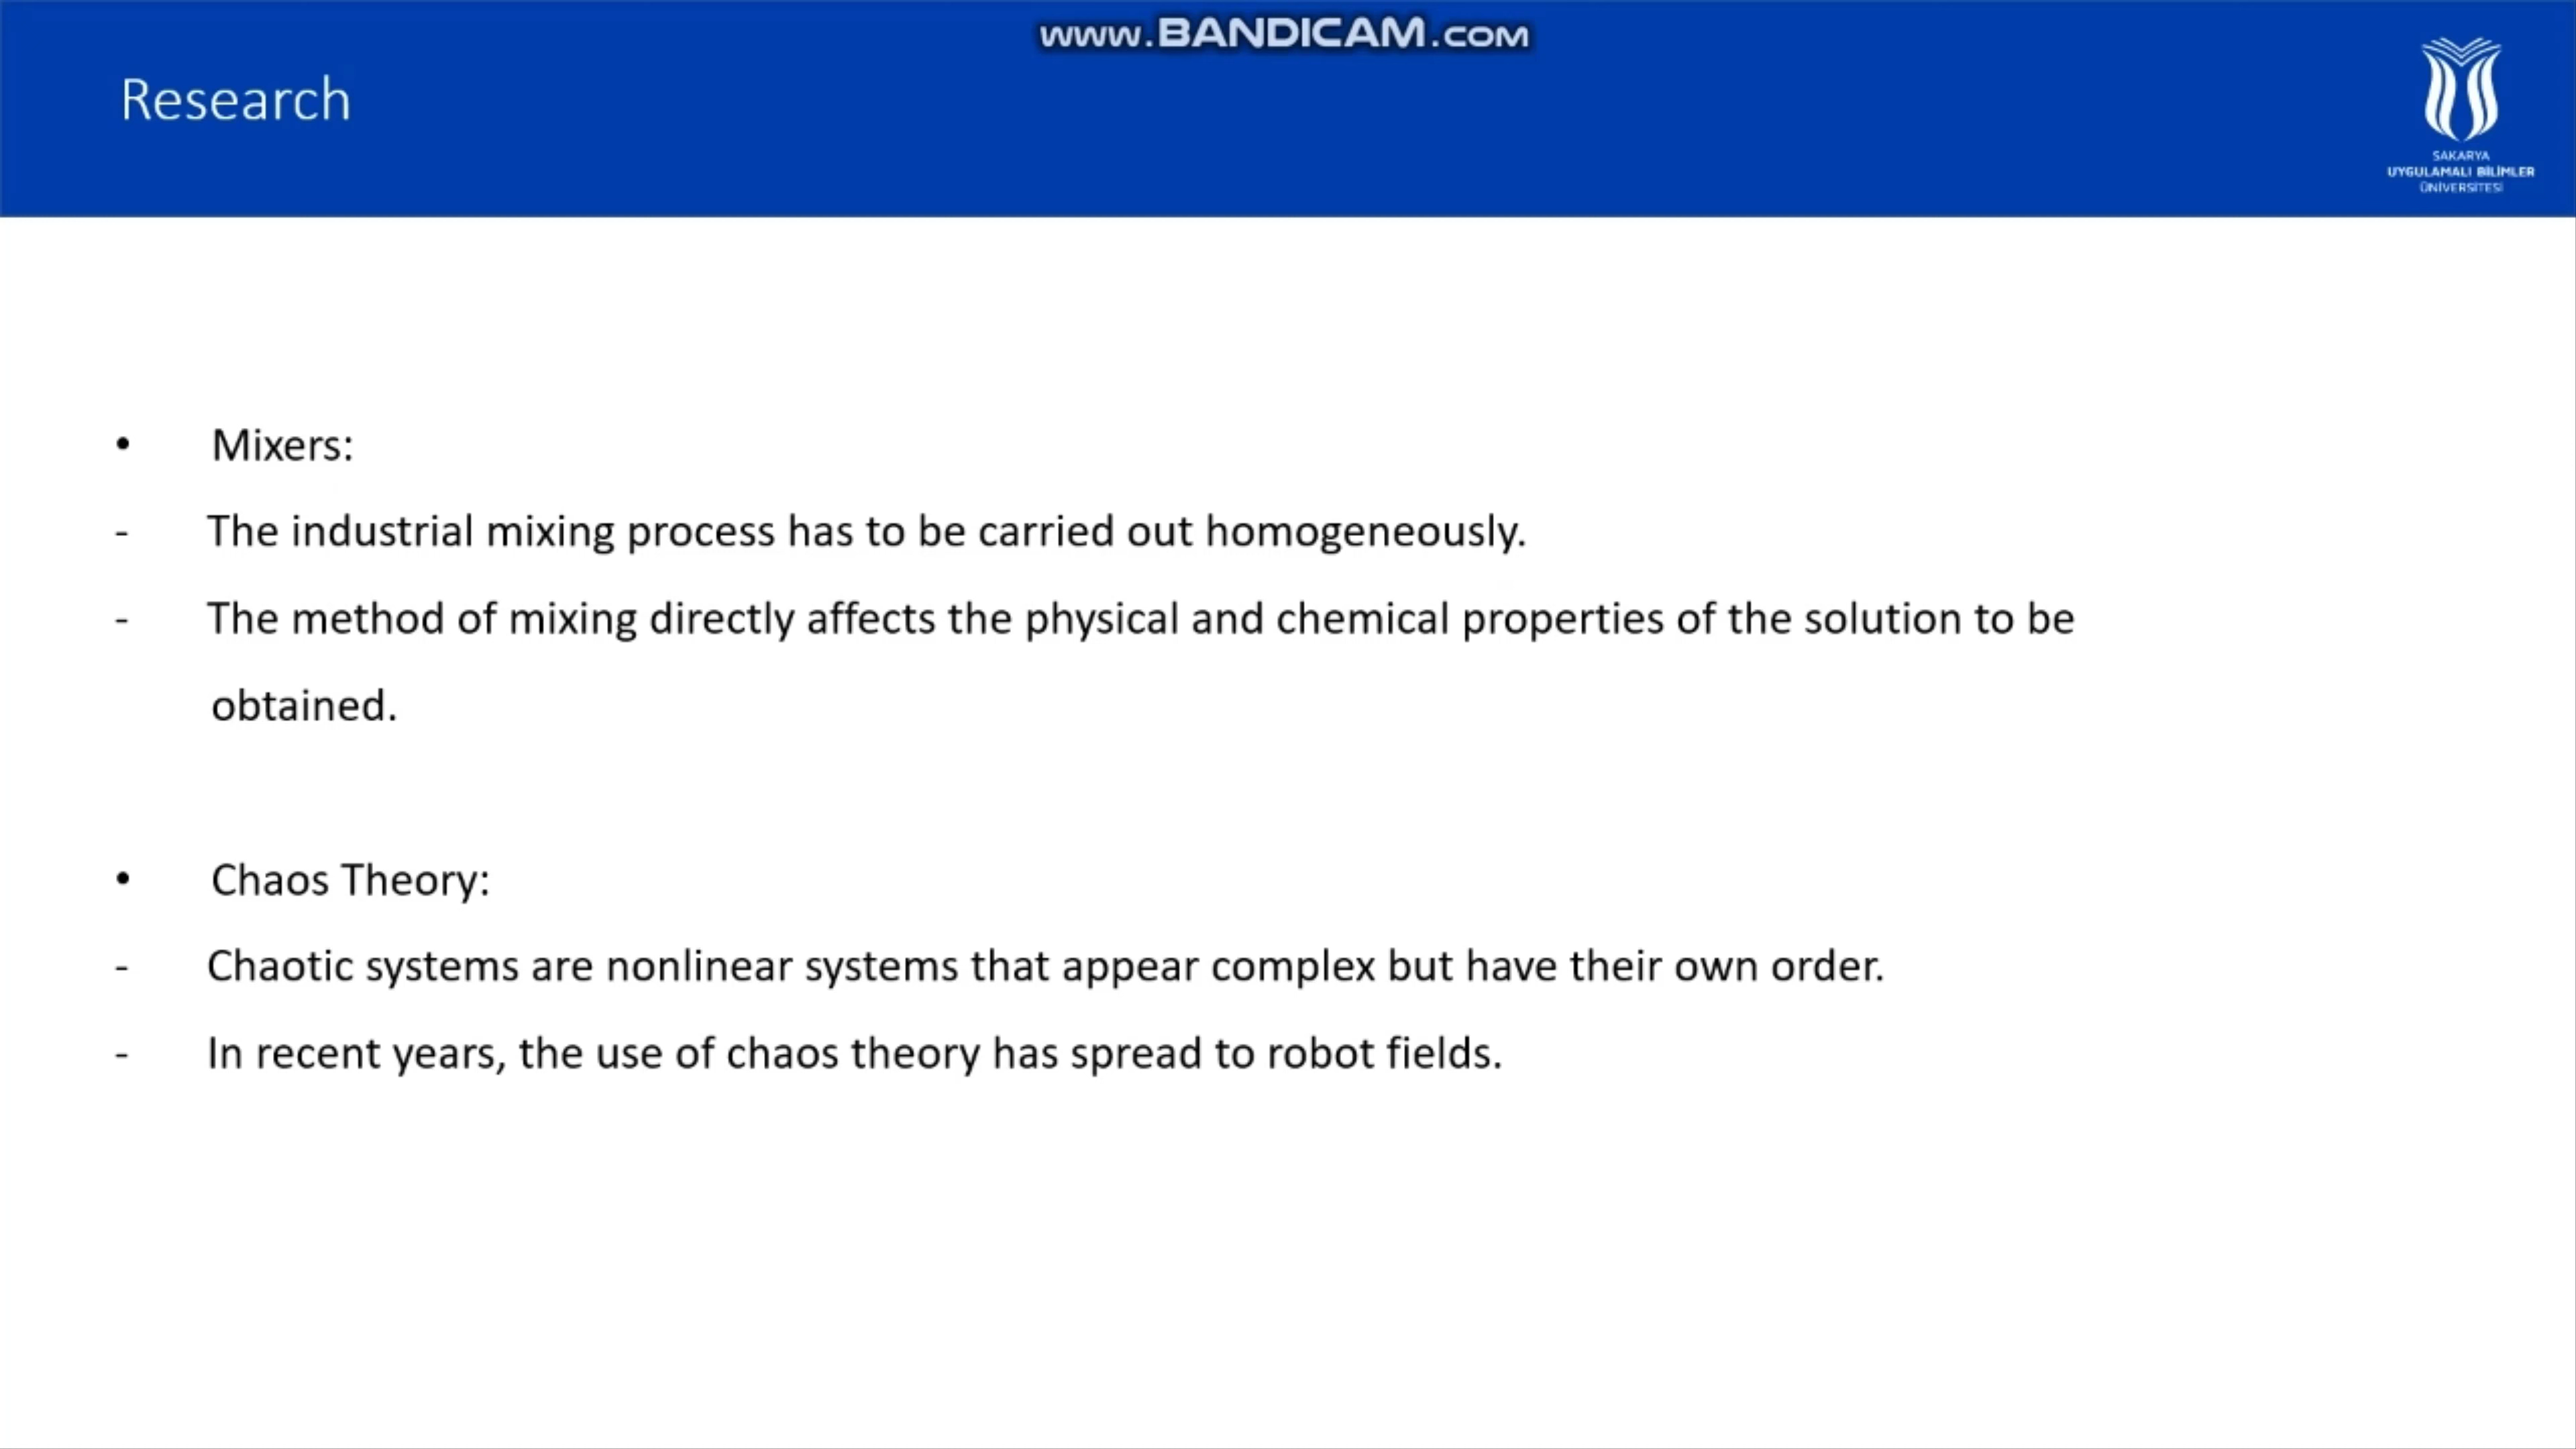 www.BANDICAM.com
Research
SAKARYA
UYGULAMALI BİLİMLER
ÜNİVERSİTESİ
• Mixers:
- The industrial mixing process has to be carried out homogeneously.
- The method of mixing directly affects the physical and chemical properties of the solution to be
obtained.
• Chaos Theory:
- Chaotic systems are nonlinear systems that appear complex but have their own order.
- In recent years, the use of chaos theory has spread to robot fields.